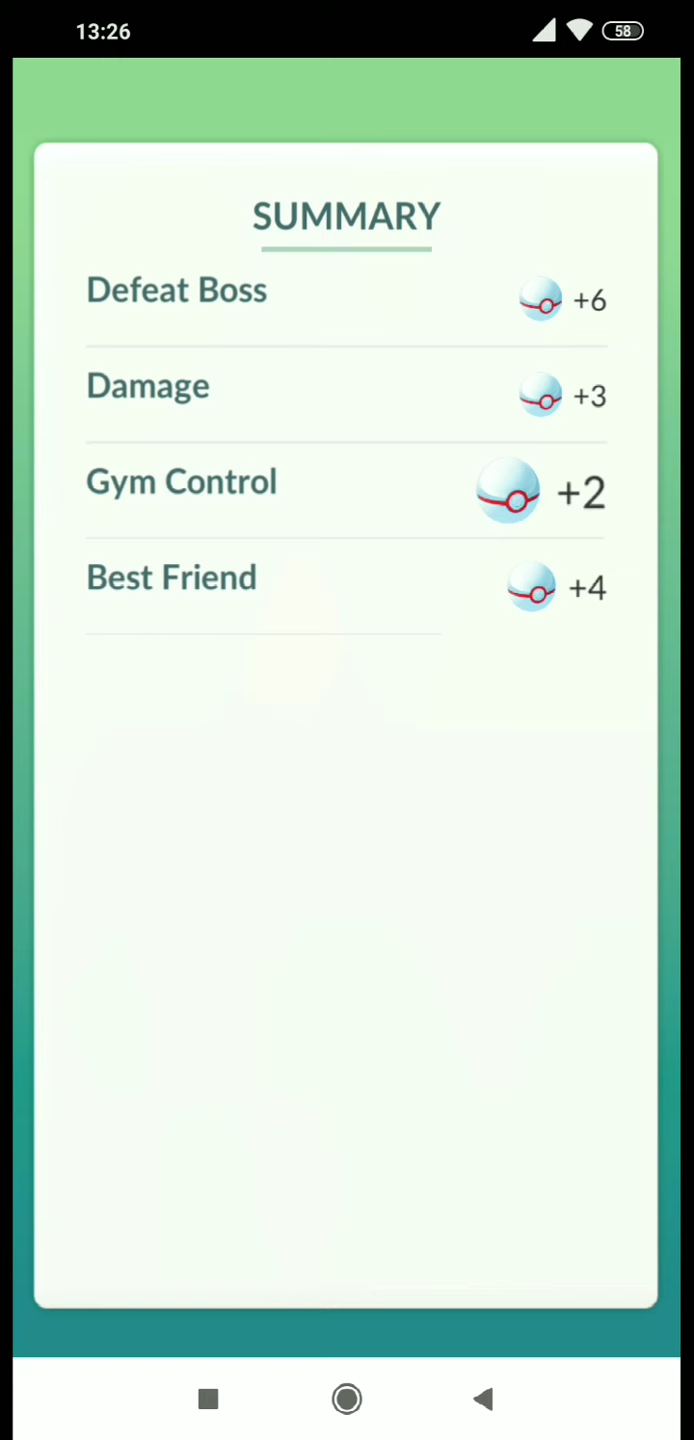 13:26
58
SUMMARY
Defeat Boss +6
Damage +3
Gym Control +2
Best Friend +4